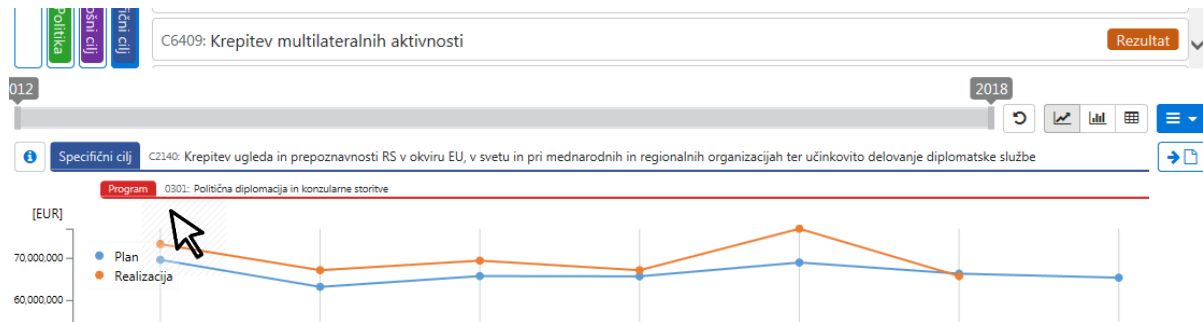 Politika
ošni cilj
ični cilj
C6409: Krepitev multilateralnih aktivnosti
Rezultat
012
2018
Specifični cilj
C2140: Krepitev ugleda in prepoznavnosti RS v okviru EU, v svetu in pri mednarodnih in regionalnih organizacijah ter učinkovito delovanje diplomatske službe
Program
0301: Politična diplomacija in konzularne storitve
[EUR]
70,000,000
Plan
Realizacija
60,000,000